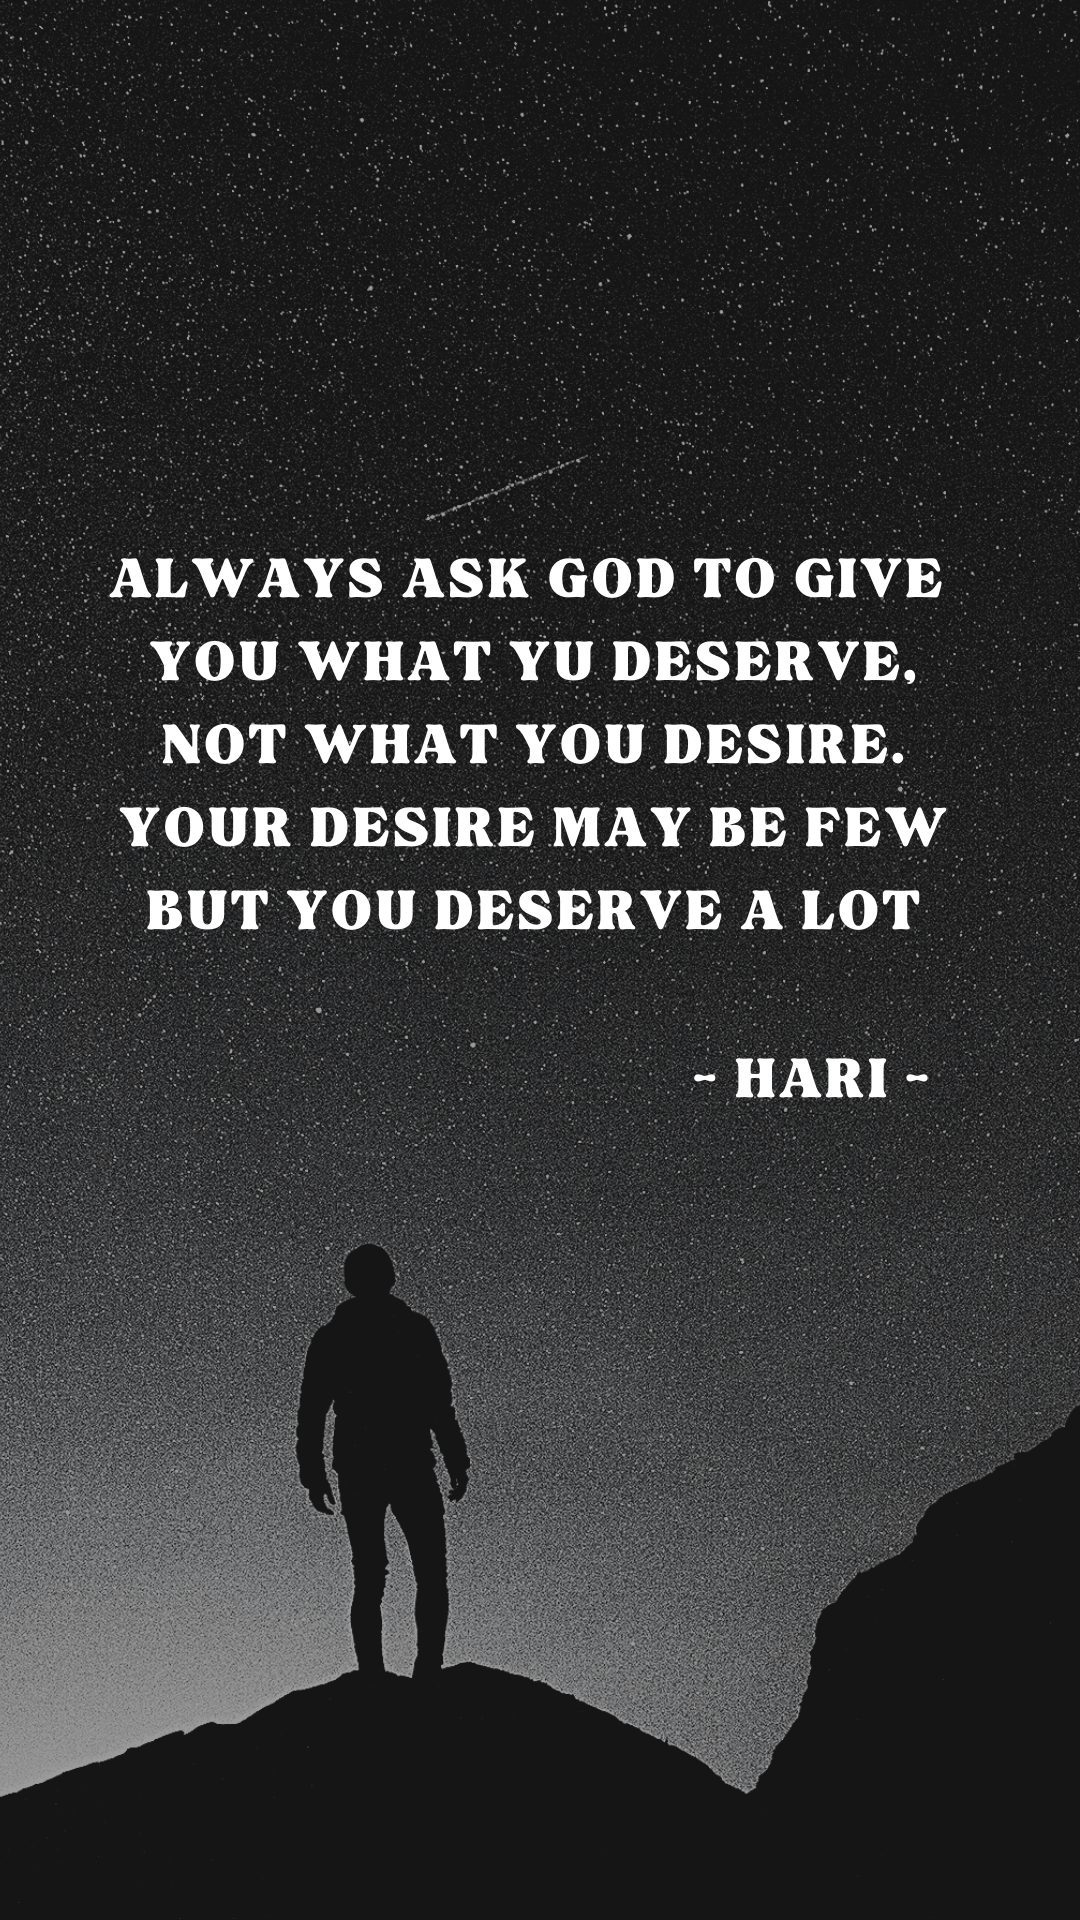 ALWAYS ASK GOD TO GIVE
YOU WHAT YU DESERVE,
NOT WHAT YOU DESIRE.
YOUR DESIRE MAY BE FEW
BUT YOU DESERVE A LOT
- HARI -